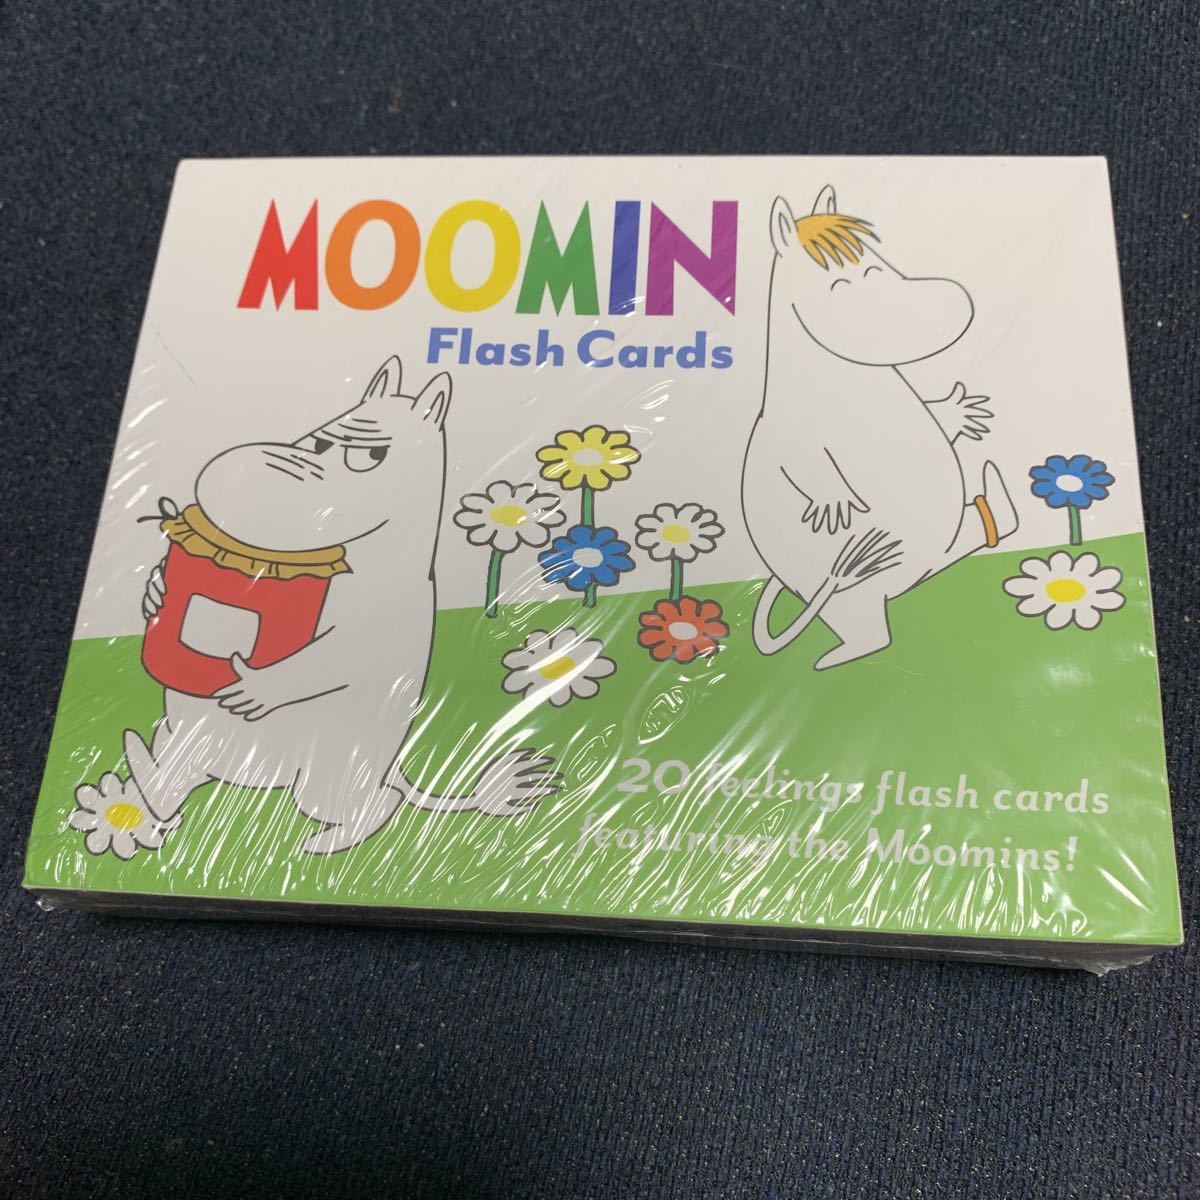 MOOMIN
Flash Cards
20 feelings flash cards
featuring the Moomins!